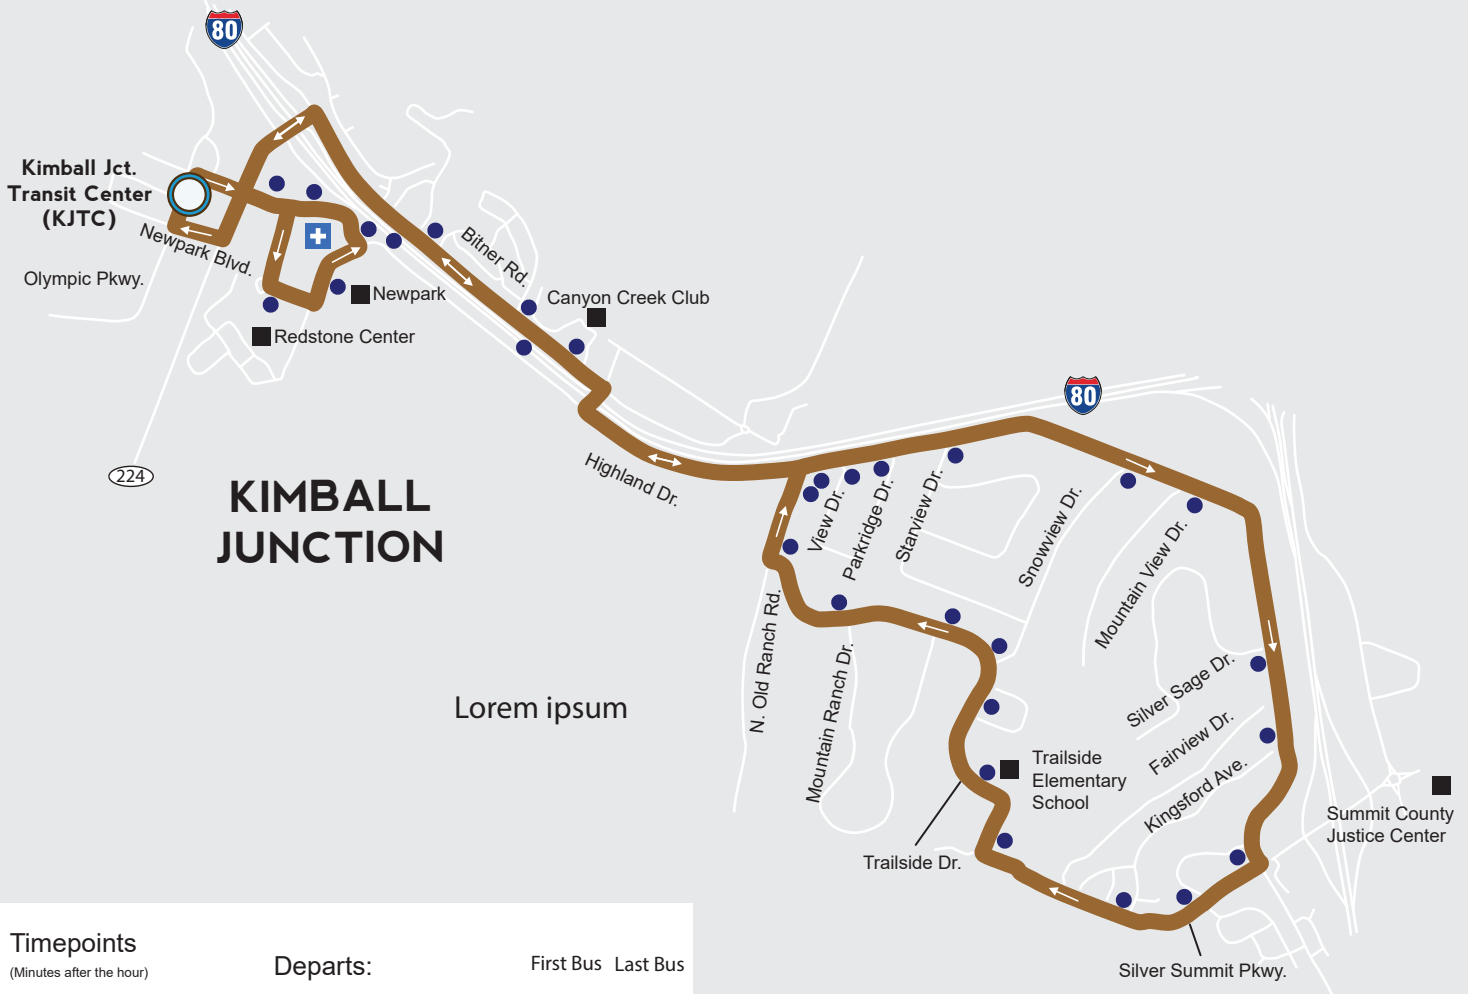 80
Kimball Jct.
Transit Center
(KJTC)
Newpark Blvd.
Olympic Pkwy.
Bitner Rd.
Newpark
Canyon Creek Club
Redstone Center
80
224
Highland Dr.
KIMBALL
JUNCTION
View Dr.
Parkridge Dr.
Starview Dr.
Snowview Dr.
Mountain View Dr.
N. Old Ranch Rd.
Mountain Ranch Dr.
Silver Sage Dr.
Fairview Dr.
Kingsford Ave.
Lorem ipsum
Trailside
Elementary
School
Summit County
Justice Center
Trailside Dr.
Silver Summit Pkwy.
Timepoints
(Minutes after the hour)
Departs:
First Bus Last Bus